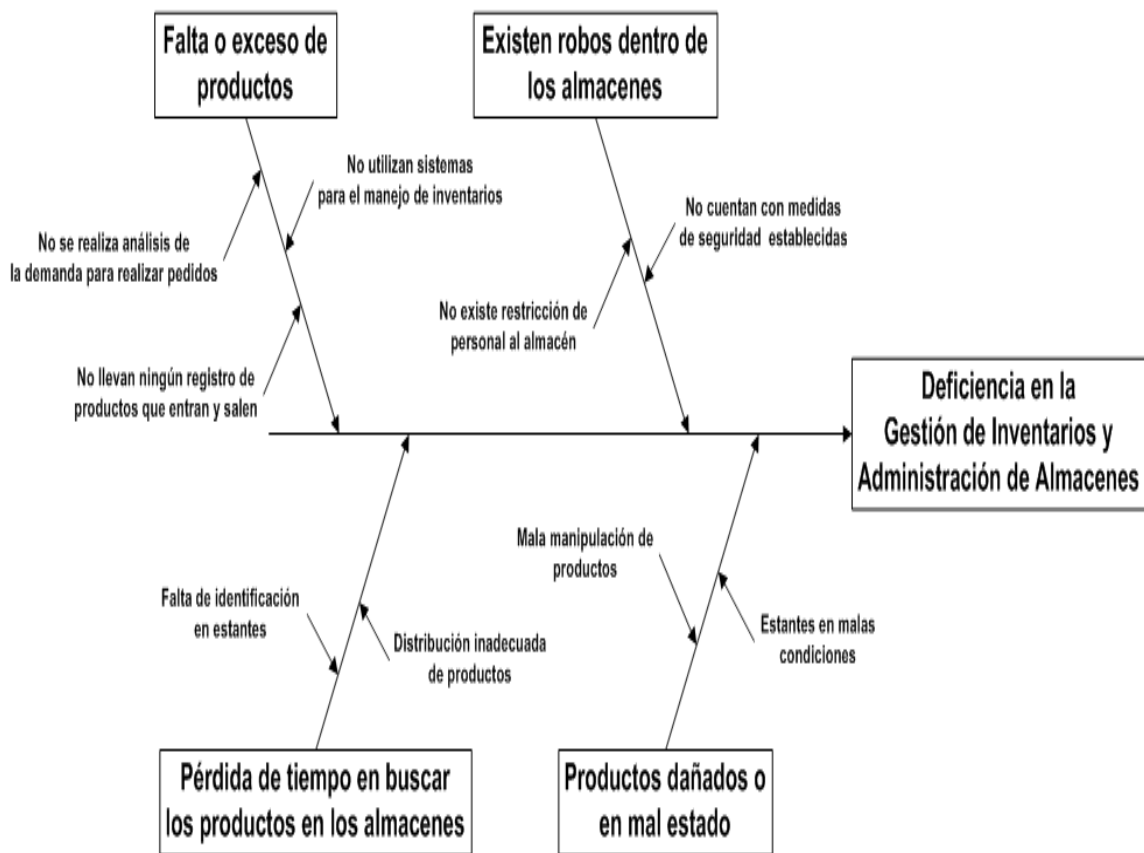 Falta o exceso de
productos
Existen robos dentro de
los almacenes
No utilizan sistemas
para el manejo de inventarios
No se realiza análisis de
la demanda para realizar pedidos
No llevan ningún registro de
productos que entran y salen
No cuentan con medidas
de seguridad establecidas
No existe restricción de
personal al almacén
Deficiencia en la
Gestión de Inventarios y
Administración de Almacenes
Falta de identificación
en estantes
Distribución inadecuada
de productos
Mala manipulación de
productos
Estantes en malas
condiciones
Pérdida de tiempo en buscar
los productos en los almacenes
Productos dañados o
en mal estado